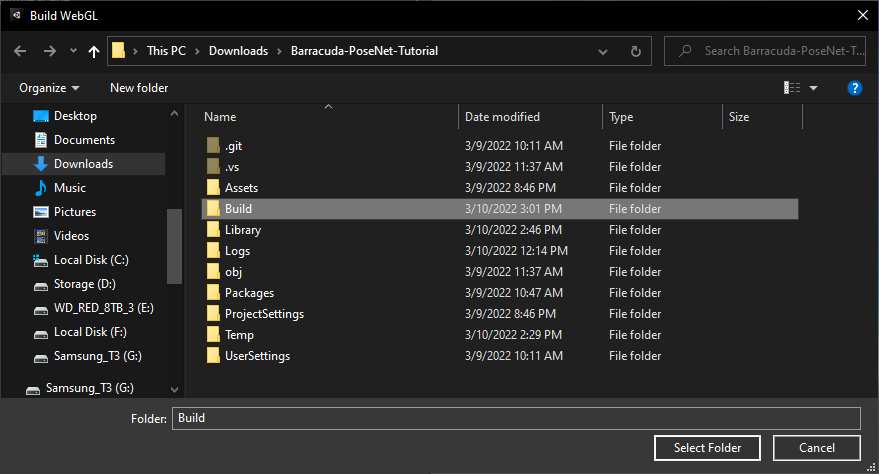 Build WebGL
This PC > Downloads > Barracuda-PoseNet-Tutorial
Search Barracuda-PoseNet-T...
Organize
New folder
?
Desktop
Documents
Downloads
Music
Pictures
Videos
Local Disk (C:)
Storage (D:)
WD_RED_8TB_3 (E:)
Local Disk (F:)
Samsung_T3 (G:)
Samsung_T3 (G:)
Name Date modified Type Size
.git 3/9/2022 10:11 AM File folder
.vs 3/9/2022 11:37 AM File folder
Assets 3/9/2022 8:46 PM File folder
Build 3/10/2022 3:01 PM File folder
Library 3/10/2022 2:46 PM File folder
Logs 3/10/2022 12:14 PM File folder
obj 3/9/2022 11:37 AM File folder
Packages 3/9/2022 10:47 AM File folder
ProjectSettings 3/9/2022 8:46 PM File folder
Temp 3/10/2022 2:29 PM File folder
UserSettings 3/9/2022 10:11 AM File folder
Folder: Build
Select Folder
Cancel